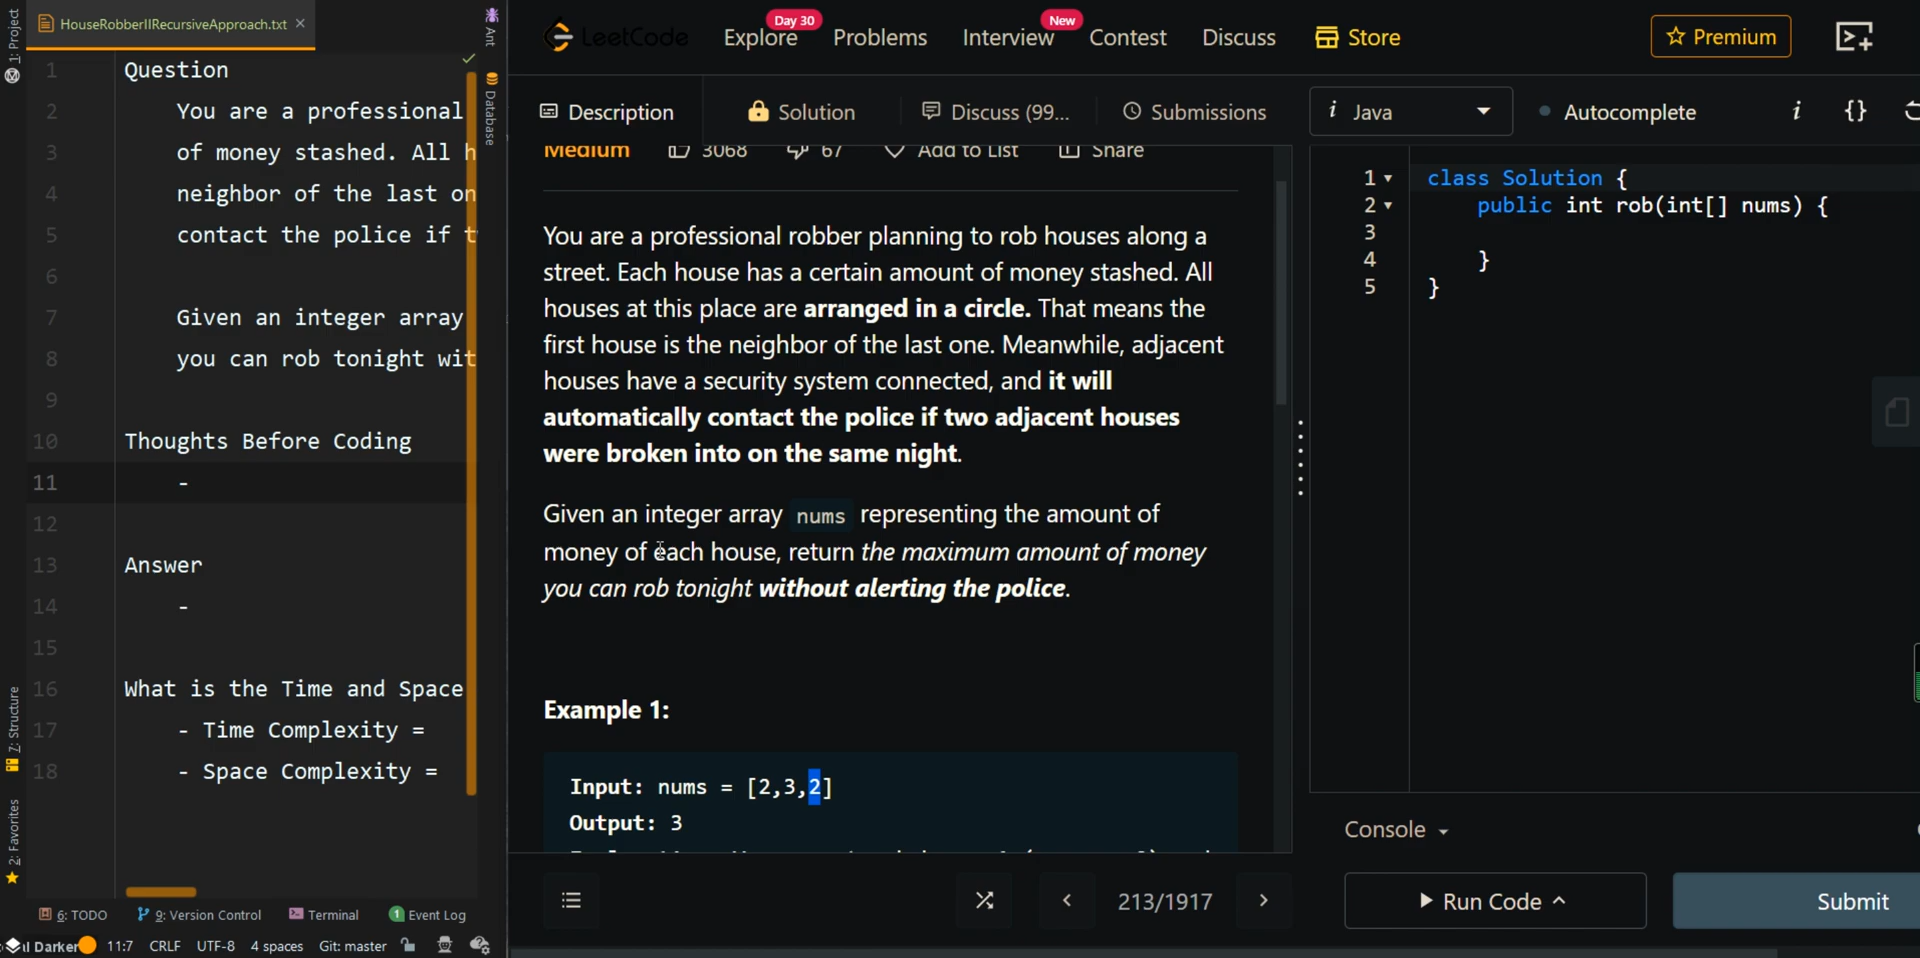 1: Project
HouseRobberIIRecursiveApproach.txt ×
Ant
Database
7: Structure
2: Favorites
1 Question
2 You are a professional
3 of money stashed. All h
4 neighbor of the last on
5 contact the police if t
6
7 Given an integer array
8 you can rob tonight wit
9
10 Thoughts Before Coding
11 -
12
13 Answer
14 -
15
16 What is the Time and Space
17 - Time Complexity =
18 - Space Complexity =
6: TODO 9: Version Control Terminal 1 Event Log
Darker 11:7 CRLF UTF-8 4 spaces Git: master
Day 30 New
LeetCode Explore Problems Interview Contest Discuss Store Premium
Description Solution Discuss (99... Submissions
Medium 3068 67 Add to List Share
You are a professional robber planning to rob houses along a
street. Each house has a certain amount of money stashed. All
houses at this place are arranged in a circle. That means the
first house is the neighbor of the last one. Meanwhile, adjacent
houses have a security system connected, and it will
automatically contact the police if two adjacent houses
were broken into on the same night.
Given an integer array nums representing the amount of
money of each house, return the maximum amount of money
you can rob tonight without alerting the police.
Example 1:
Input: nums = [2,3,2]
Output: 3
213/1917
i Java Autocomplete i {}
1 class Solution {
2 public int rob(int[] nums) {
3
4 }
5 }
Console
Run Code Submit